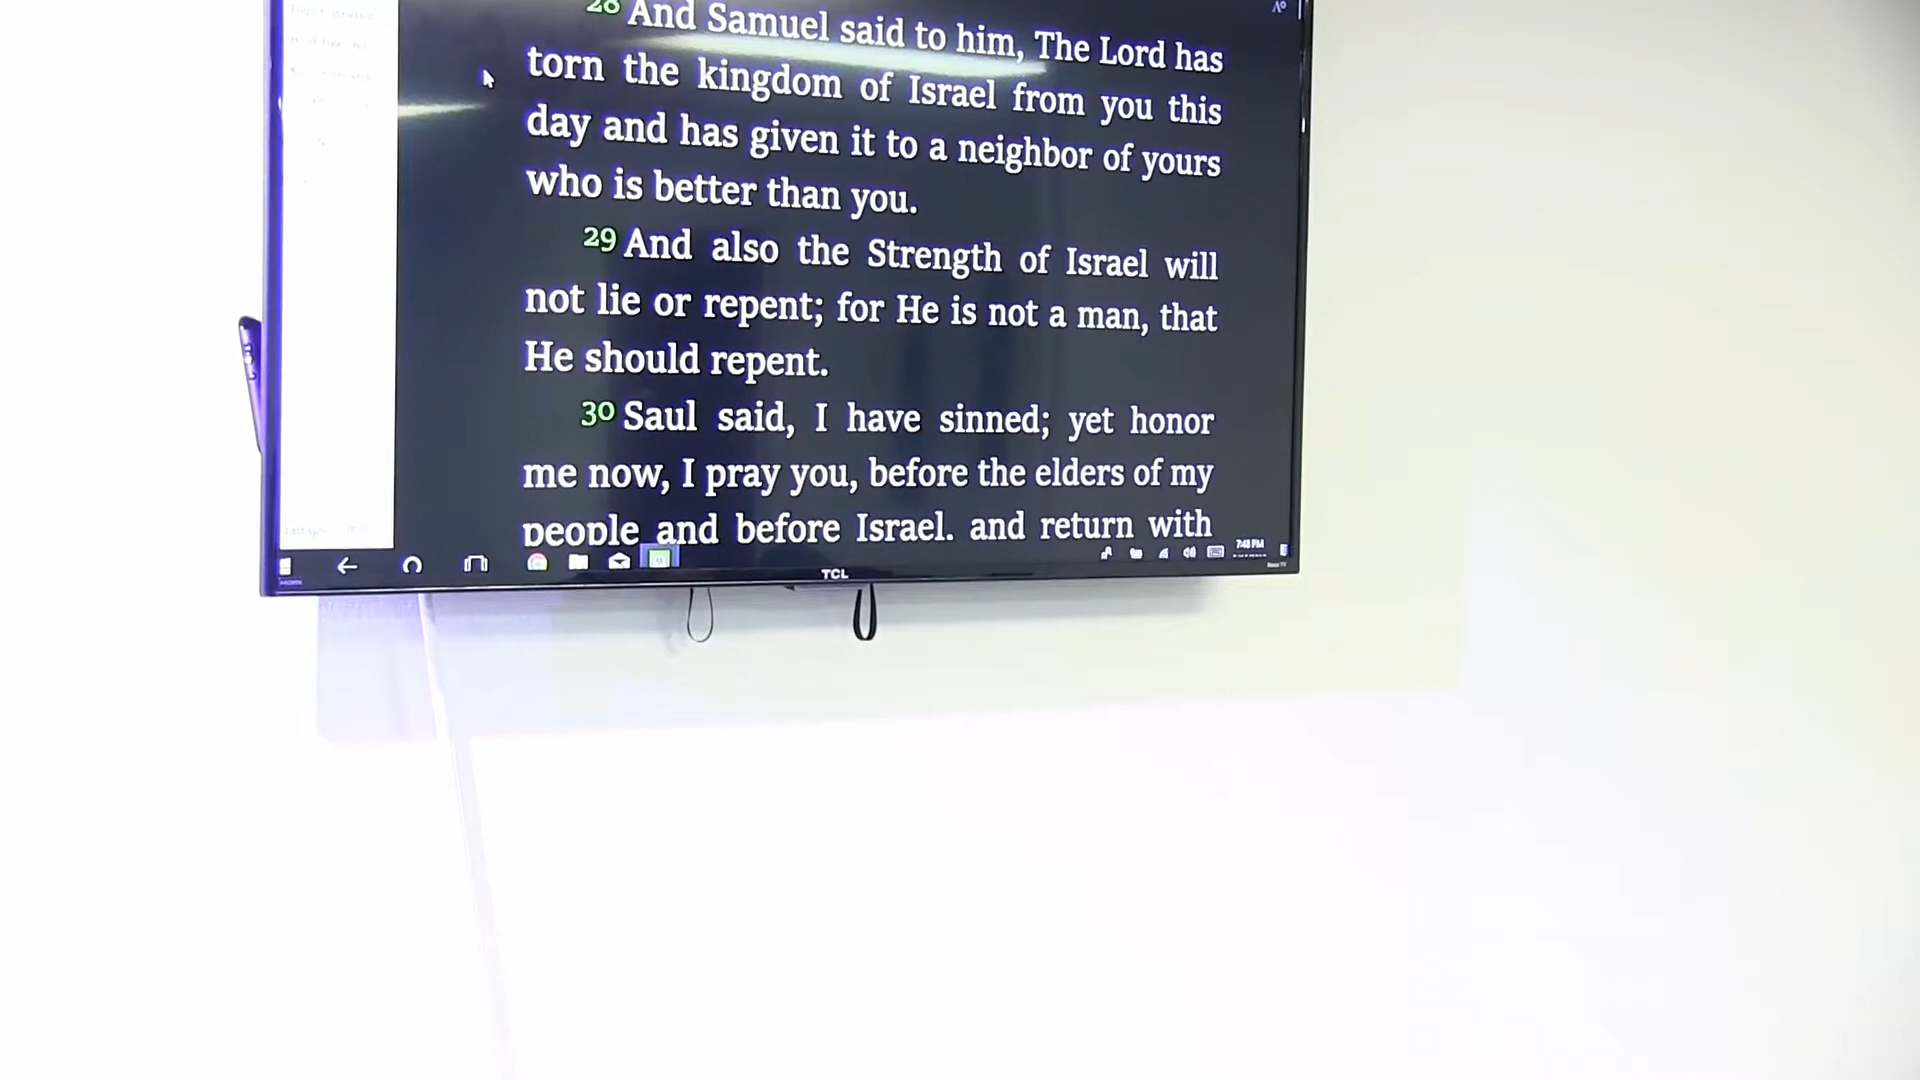 28 And Samuel said to him, The Lord has
torn the kingdom of Israel from you this
day and has given it to a neighbor of yours
who is better than you.
29 And also the Strength of Israel will
not lie or repent; for He is not a man, that
He should repent.
30 Saul said, I have sinned; yet honor
me now, I pray you, before the elders of my
people and before Israel. and return with
7:43 PM
TCL